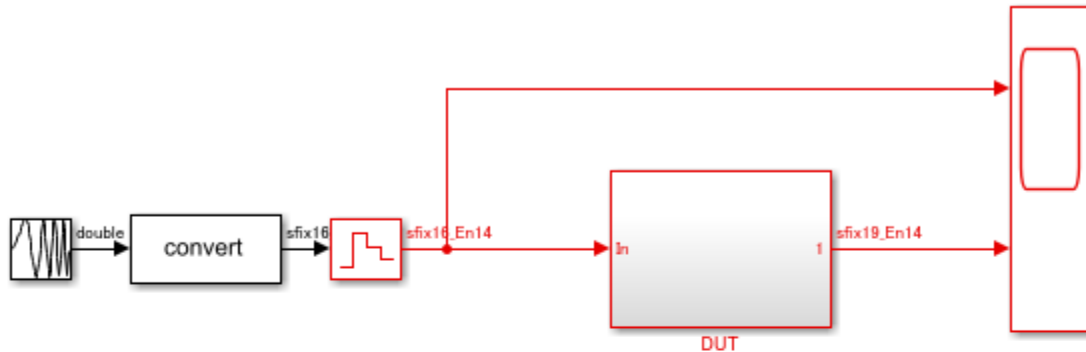 double
convert
sfix16
sfix16_En14
In
1
sfix19_En14
DUT